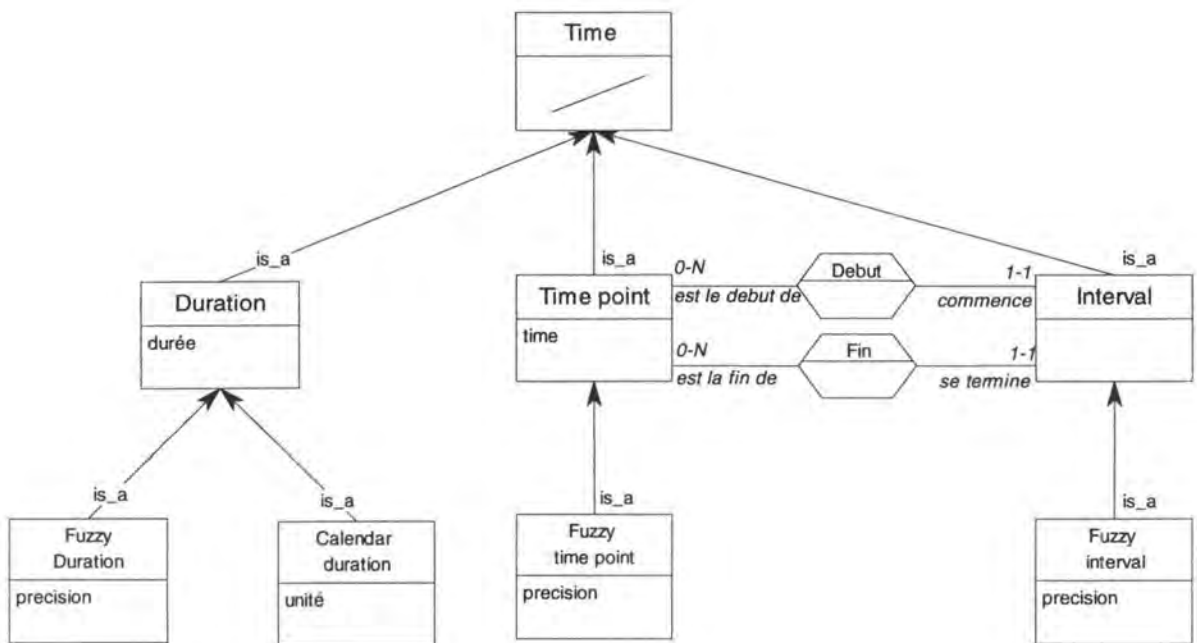 Time
is_a
is_a
is_a
Duration
durée
Time point
time
0-N
est le debut de
Debut
1-1
commence
0-N
est la fin de
Fin
1-1
se termine
Interval
is_a
is_a
is_a
is_a
Fuzzy
Duration
precision
Calendar
duration
unité
Fuzzy
time point
precision
Fuzzy
interval
precision